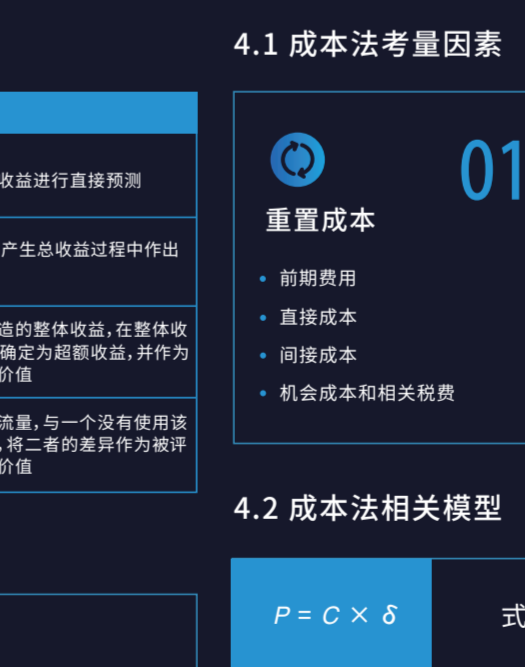 收益进行直接预测
产生总收益过程中作出
造的整体收益，在整体收
确定为超额收益，并作为
价值
流量，与一个没有使用该
，将二者的差异作为被评
价值
4.1 成本法考量因素
01
重置成本
• 前期费用
• 直接成本
• 间接成本
• 机会成本和相关税费
4.2 成本法相关模型
P = C × δ
式